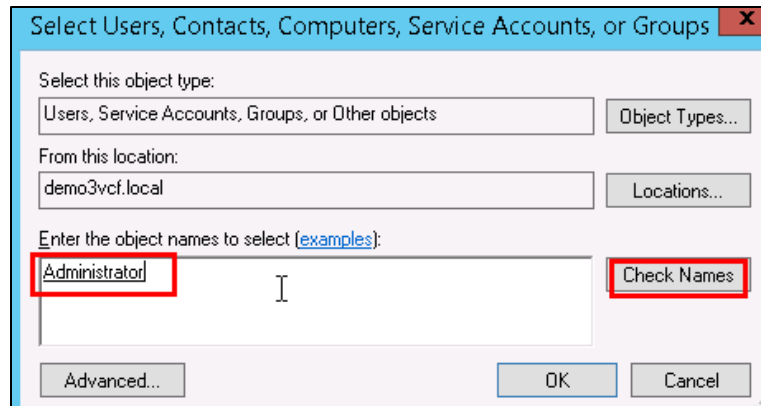 Select Users, Contacts, Computers, Service Accounts, or Groups X
Select this object type:
Users, Service Accounts, Groups, or Other objects
Object Types...
From this location:
demo3vcf.local
Locations...
Enter the object names to select (examples):
Administrator
Check Names
Advanced...
OK
Cancel